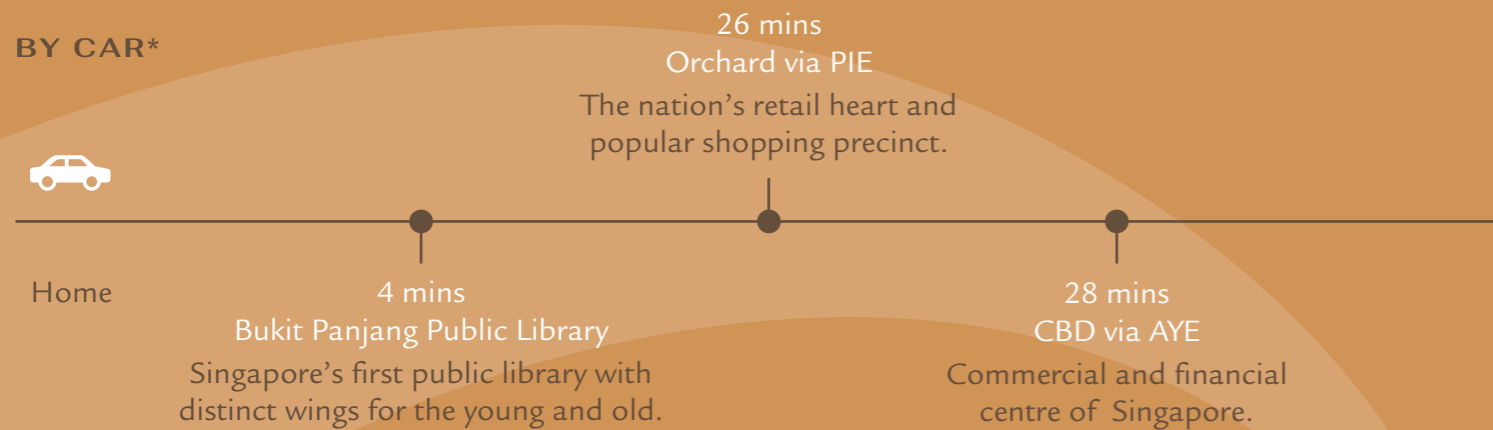 BY CAR*
26 mins
Orchard via PIE
The nation’s retail heart and
popular shopping precinct.
Home
4 mins
Bukit Panjang Public Library
Singapore’s first public library with
distinct wings for the young and old.
28 mins
CBD via AYE
Commercial and financial
centre of Singapore.